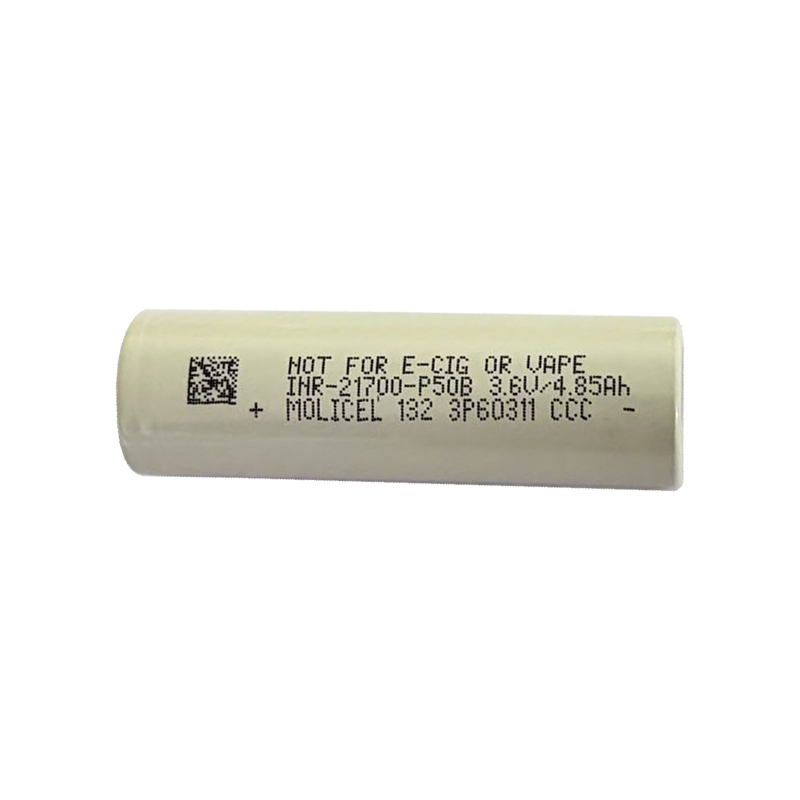 NOT FOR E-CIG OR VAPE
INR-21700-P50B 3.6V/4.85Ah
+ MOLICEL 132 3P60311 CCC -